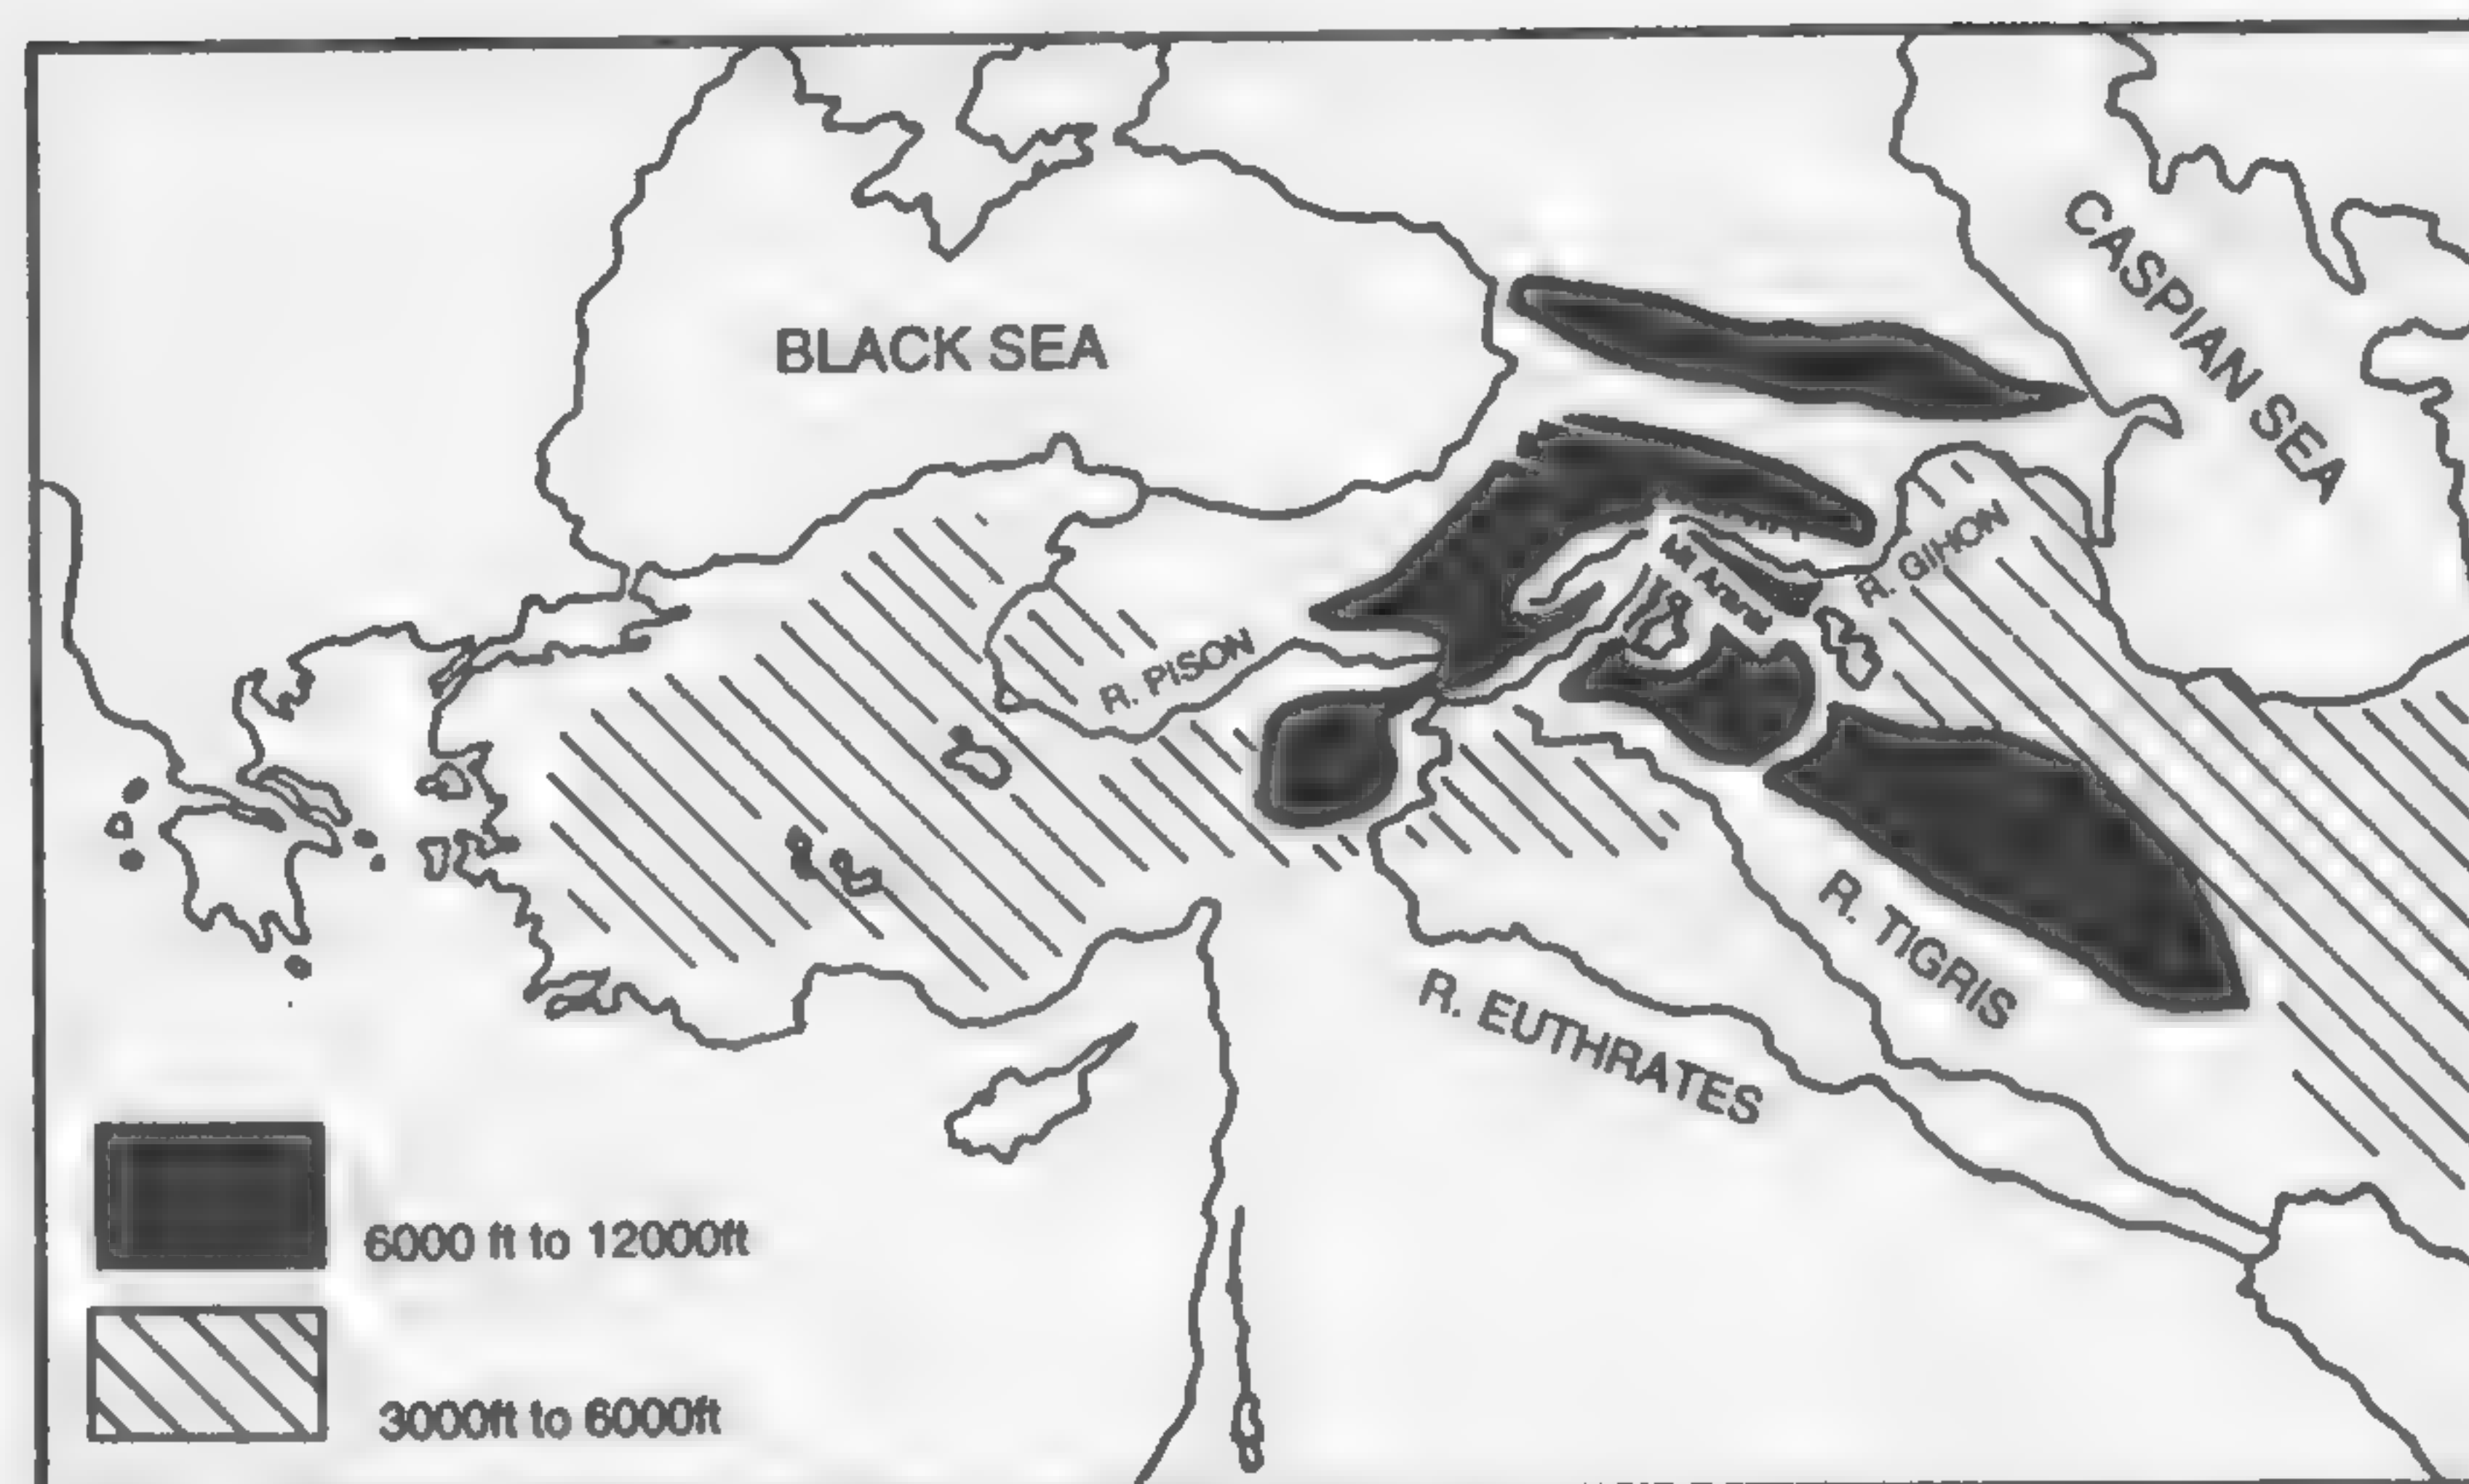 BLACK SEA
CASPIAN SEA
R. GIHON
Mt Ararat
R. PISON
R. TIGRIS
R. EUTHRATES
6000 ft to 12000ft
3000ft to 6000ft